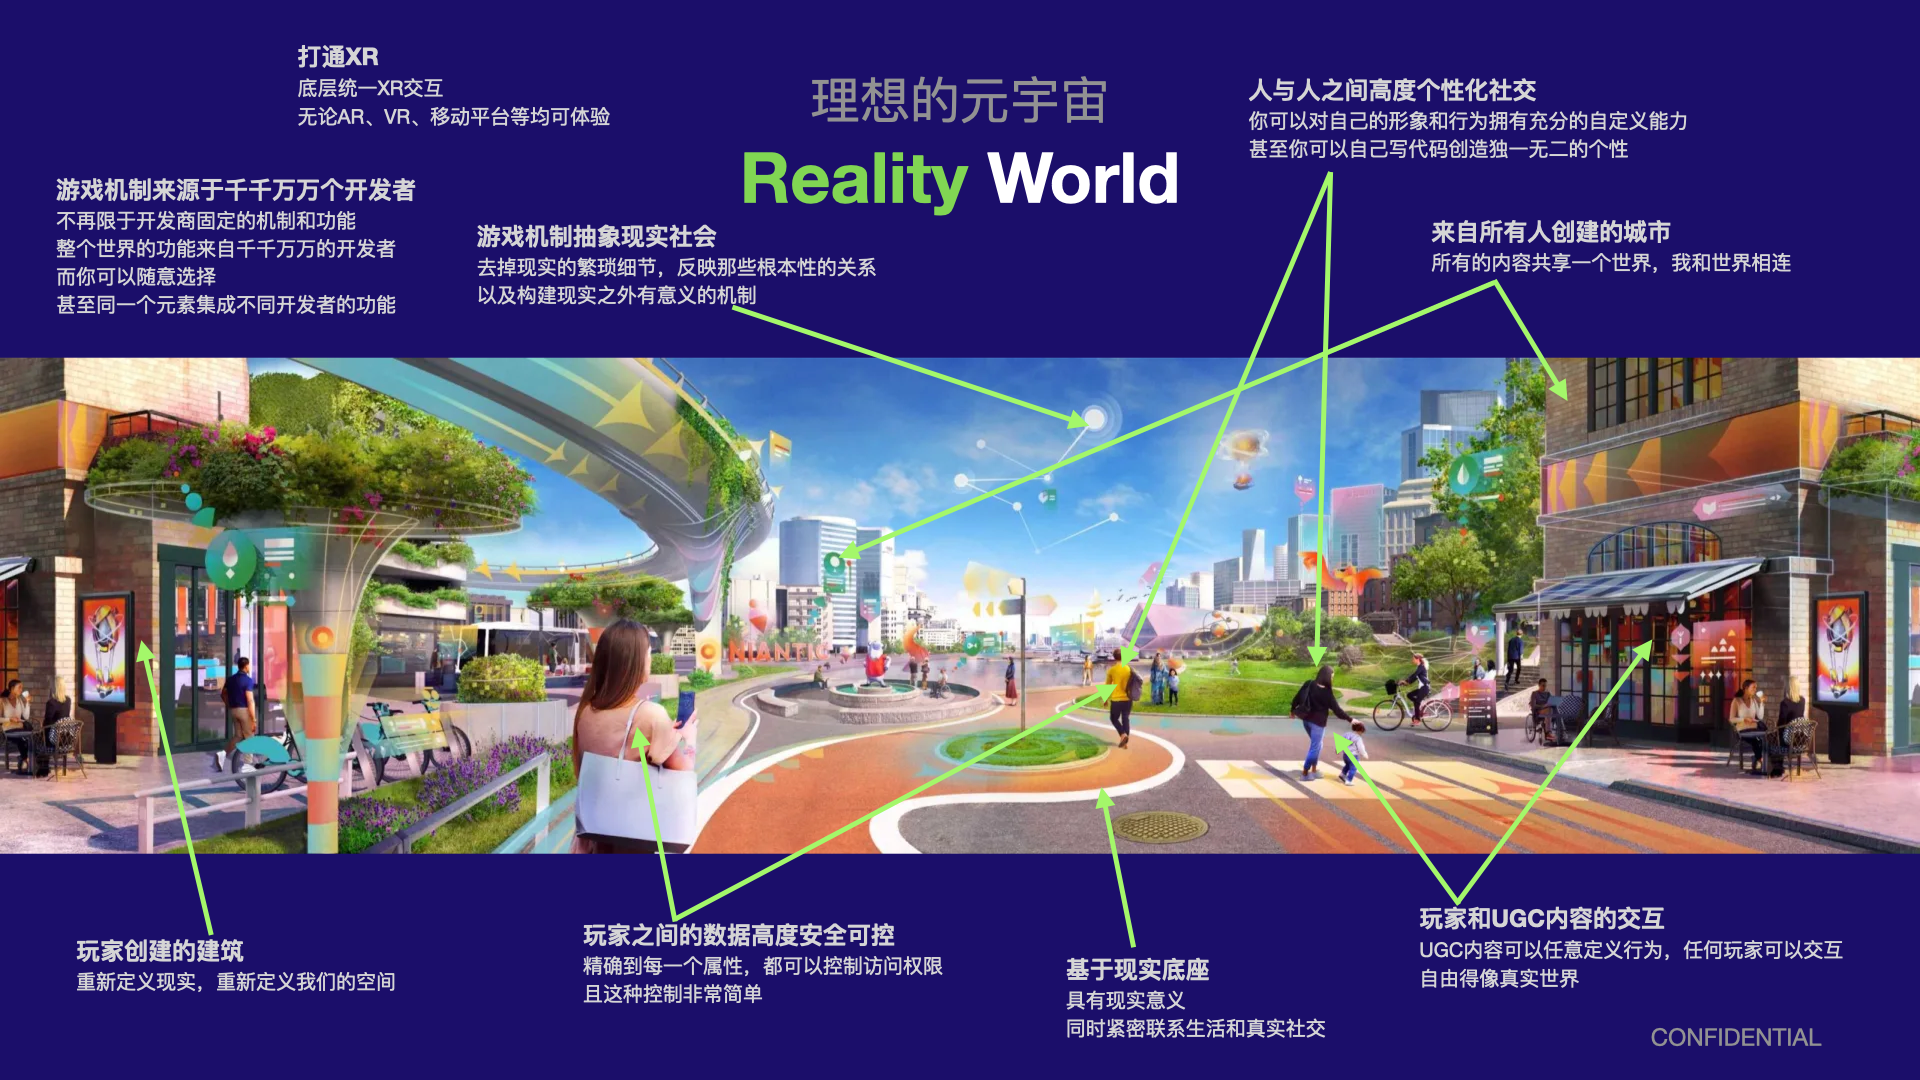 打通XR
底层统一XR交互
无论AR、VR、移动平台等均可体验
理想的元宇宙
Reality World
人与人之间高度个性化社交
你可以对自己的形象和行为拥有充分的自定义能力
甚至你可以自己写代码创造独一无二的个性
游戏机制来源于千千万万个开发者
不再限于开发商固定的机制和功能
整个世界的功能来自千千万万的开发者
而你可以随意选择
甚至同一个元素集成不同开发者的功能
游戏机制抽象现实社会
去掉现实的繁琐细节，反映那些根本性的关系
以及构建现实之外有意义的机制
来自所有人创建的城市
所有的内容共享一个世界，我和世界相连
NIANTIC
玩家创建的建筑
重新定义现实，重新定义我们的空间
玩家之间的数据高度安全可控
精确到每一个属性，都可以控制访问权限
且这种控制非常简单
基于现实底座
具有现实意义
同时紧密联系生活和真实社交
玩家和UGC内容的交互
UGC内容可以任意定义行为，任何玩家可以交互
自由得像真实世界
CONFIDENTIAL